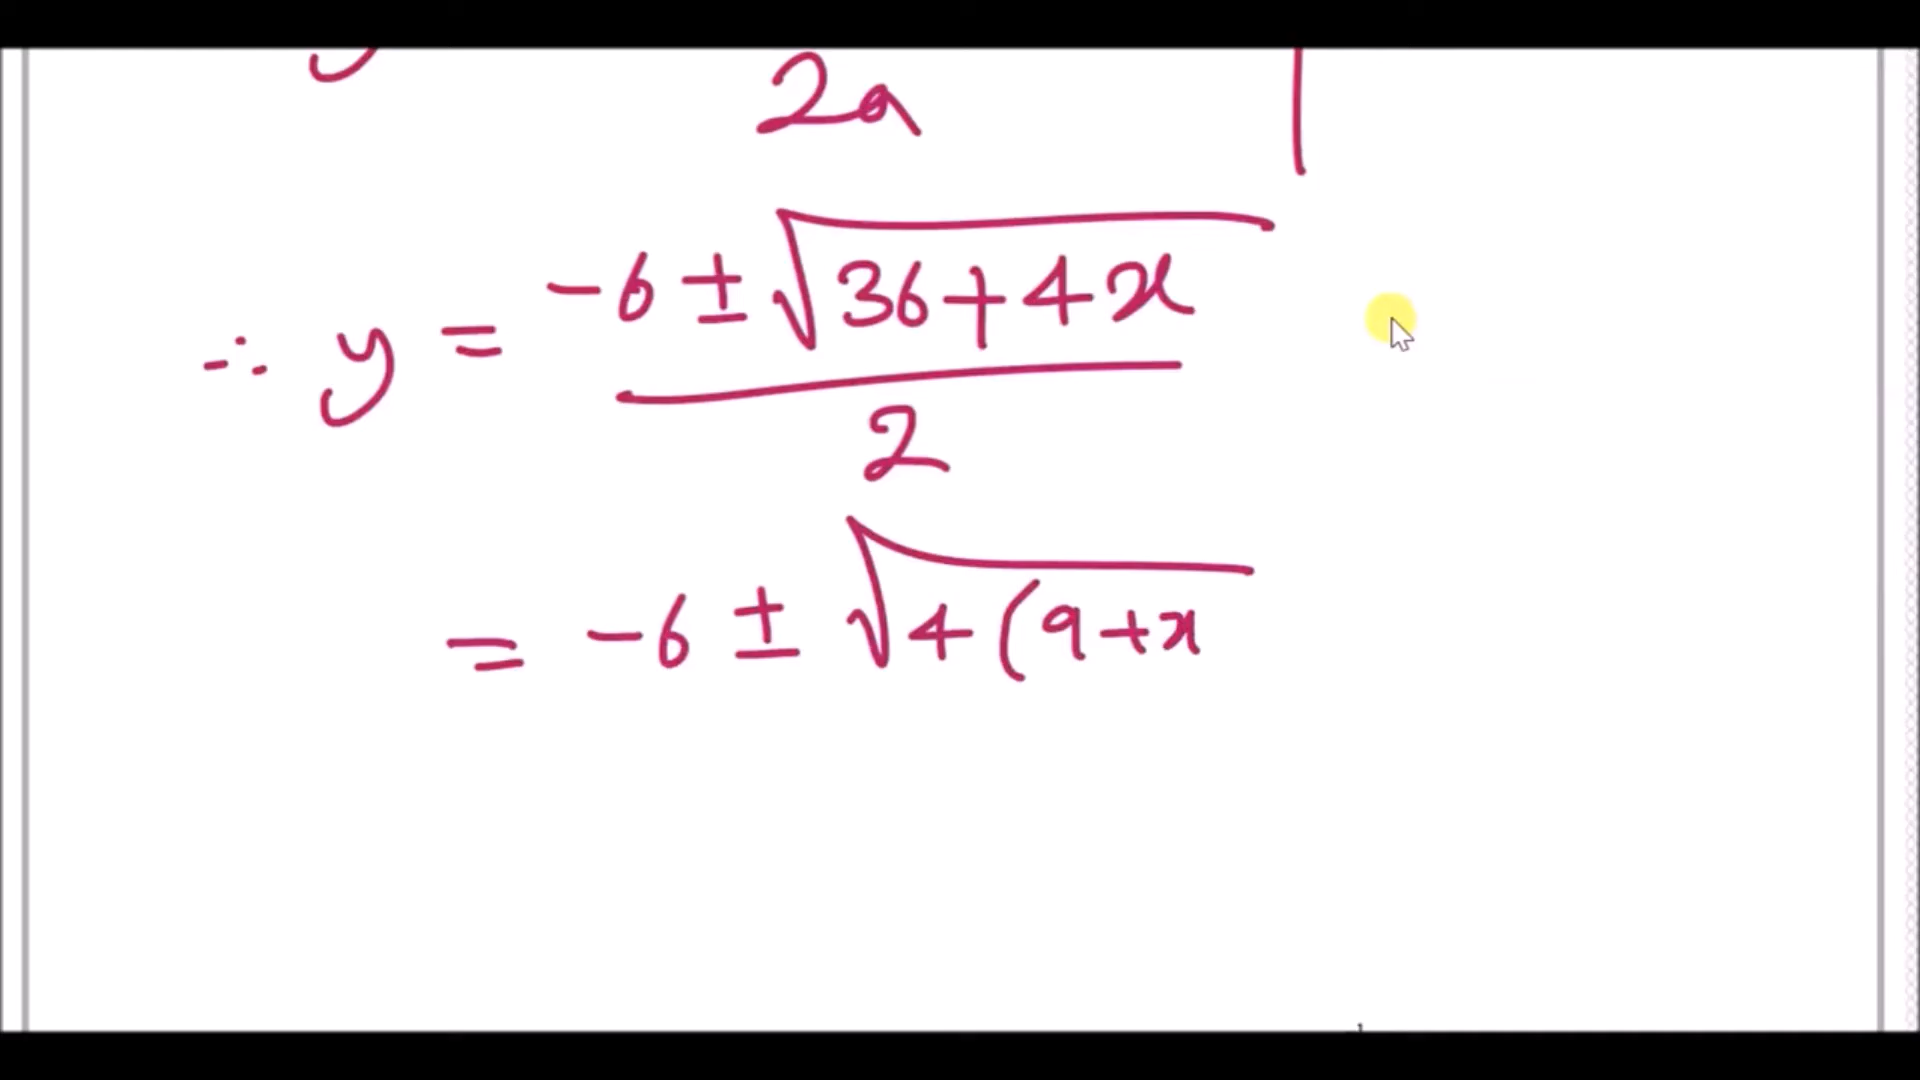 2a
∴ y = -6 ± √36+4x
2
= -6 ± √4(9+x